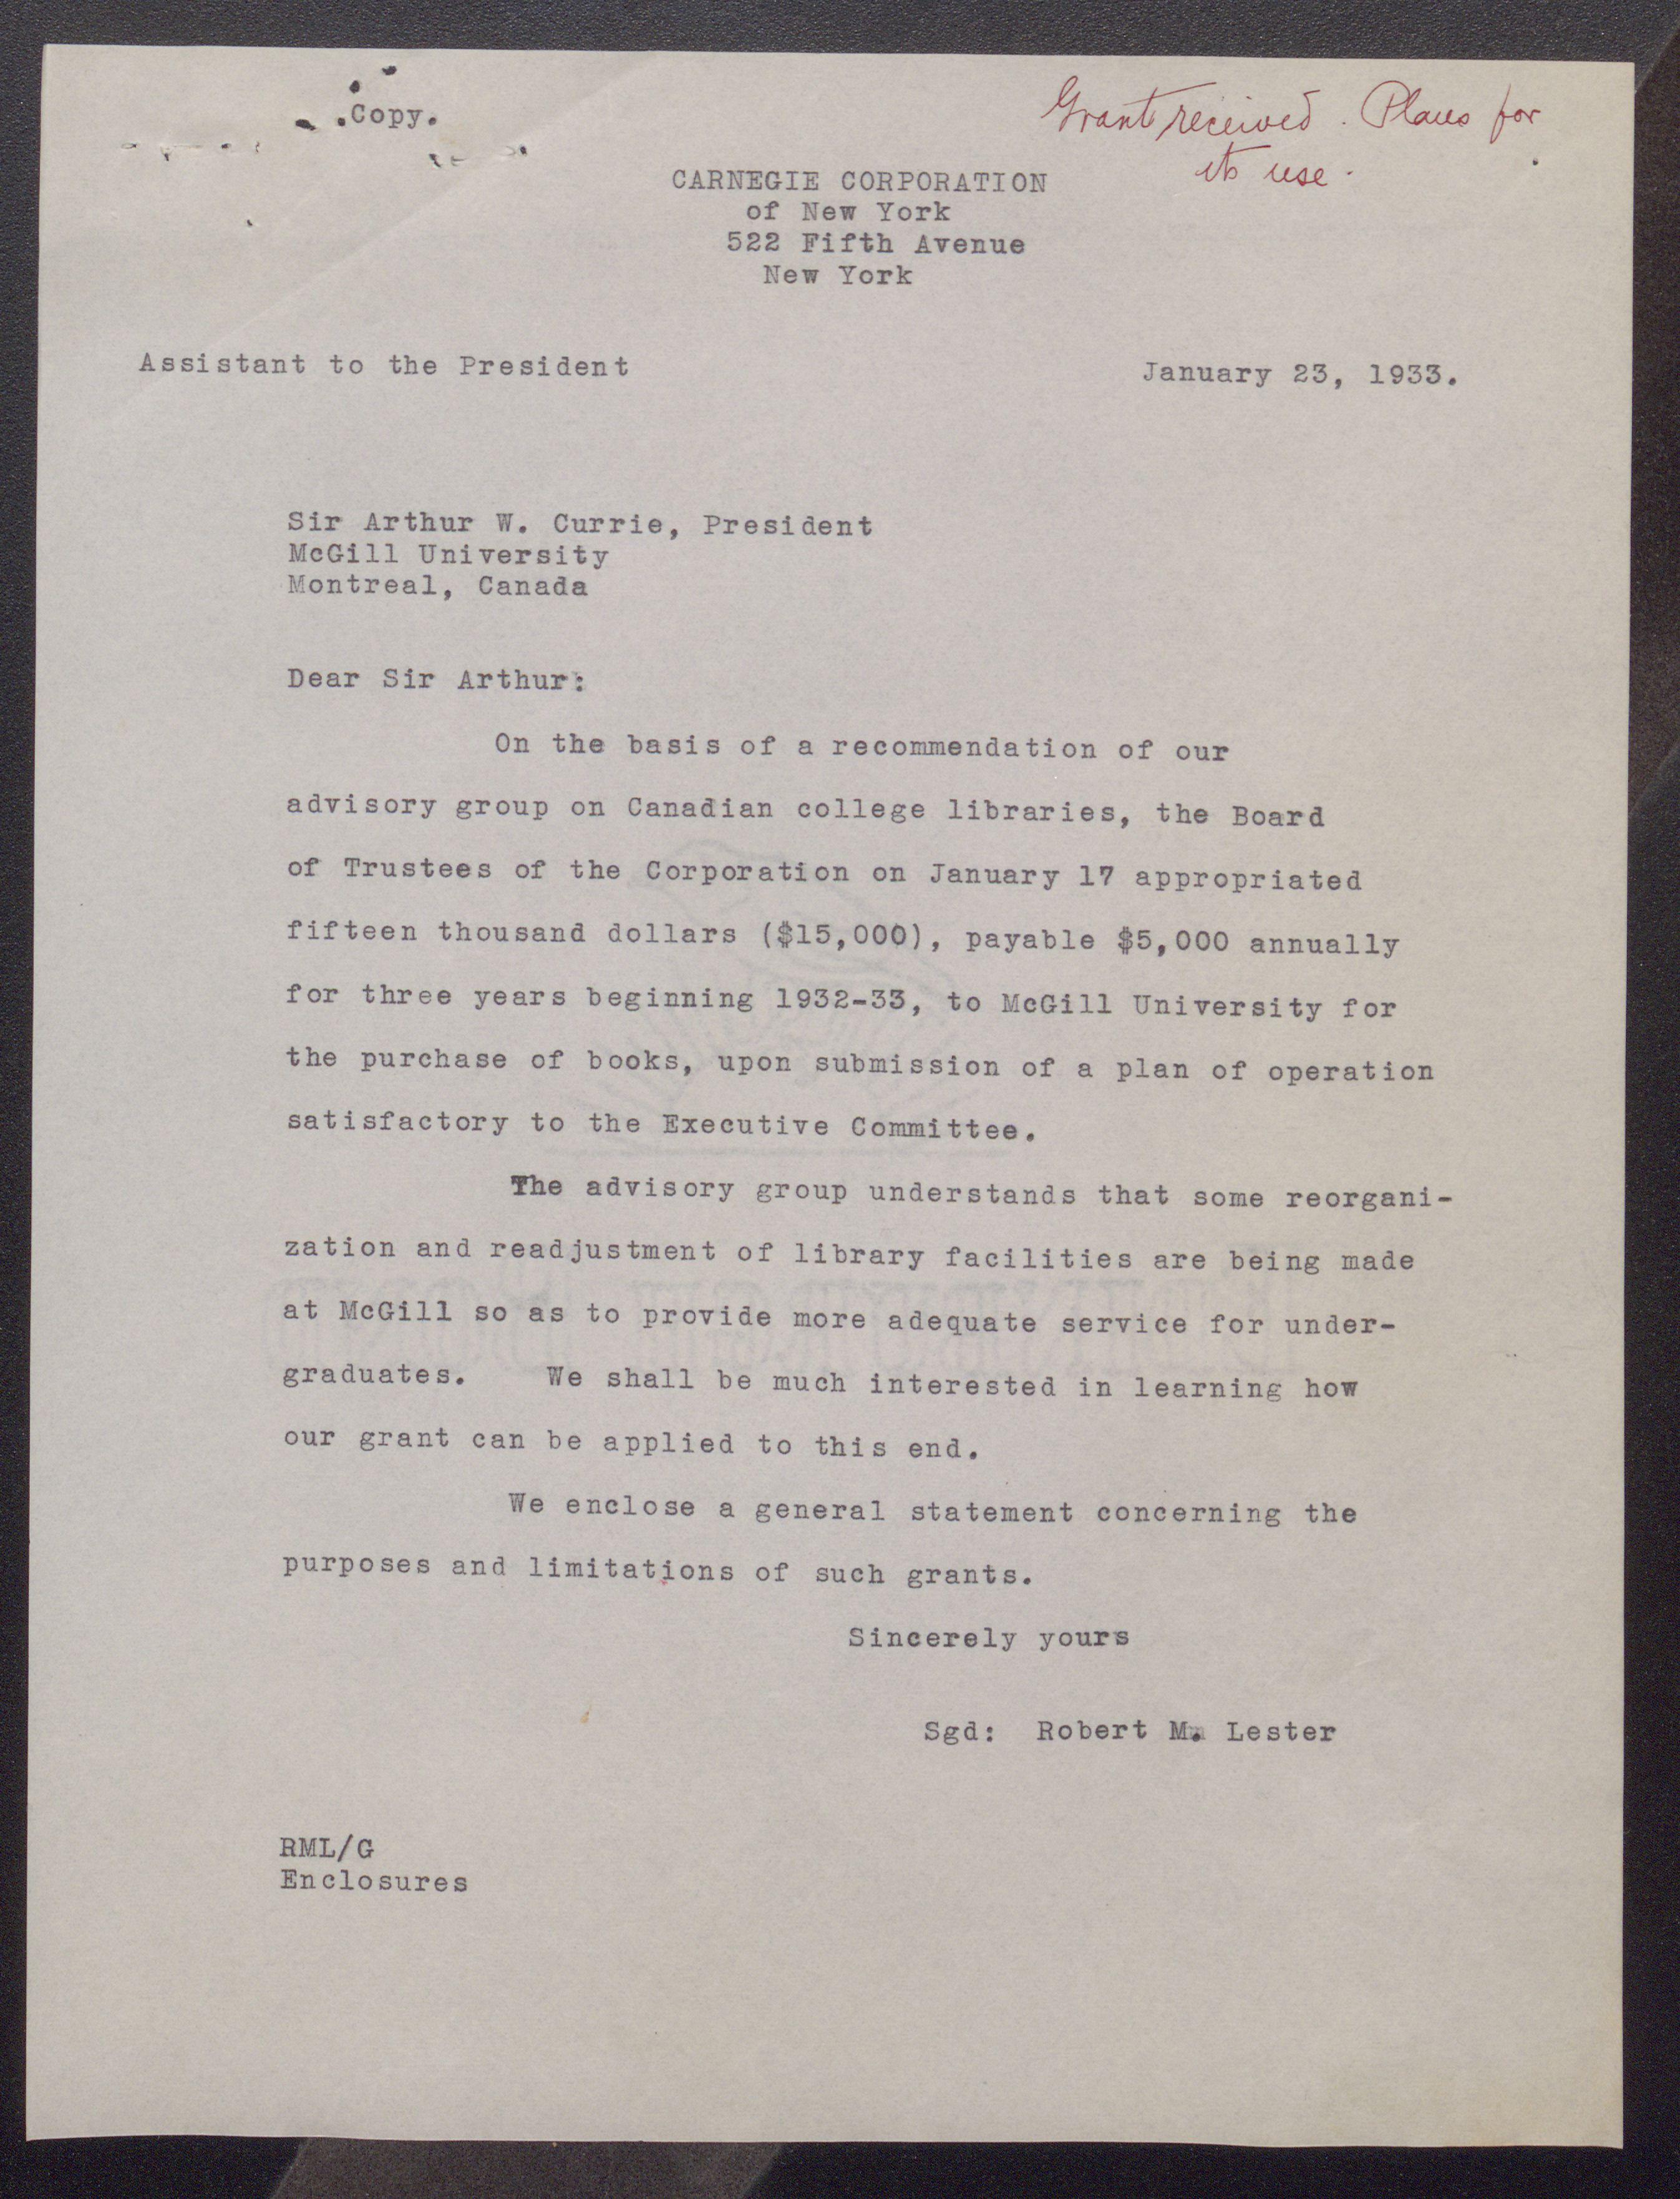 .Copy.
Grant received. Plans for
its use.
CARNEGIE CORPORATION
of New York
522 Fifth Avenue
New York
Assistant to the President
January 23, 1933.
Sir Arthur W. Currie, President
McGill University
Montreal, Canada
Dear Sir Arthur:
On the basis of a recommendation of our
advisory group on Canadian college libraries, the Board
of Trustees of the Corporation on January 17 appropriated
fifteen thousand dollars ($15,000), payable $5,000 annually
for three years beginning 1932-33, to McGill University for
the purchase of books, upon submission of a plan of operation
satisfactory to the Executive Committee.
The advisory group understands that some reorgani-
zation and readjustment of library facilities are being made
at McGill so as to provide more adequate service for under-
graduates. We shall be much interested in learning how
our grant can be applied to this end.
We enclose a general statement concerning the
purposes and limitations of such grants.
Sincerely yours
Sgd: Robert M. Lester
RML/G
Enclosures